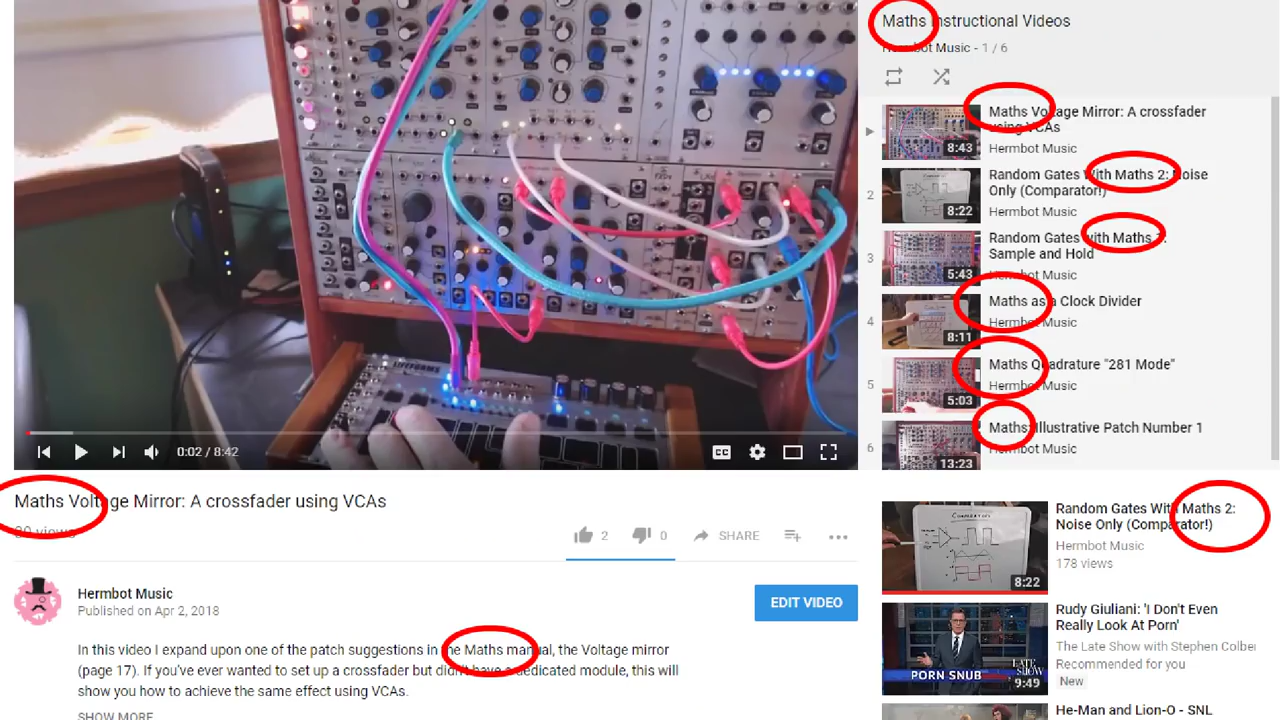 LIFEFORMS
0:02 / 8:42
CC
Maths Voltage Mirror: A crossfader using VCAs
views
2
0
SHARE
Hermbot Music
Published on Apr 2, 2018
EDIT VIDEO
In this video I expand upon one of the patch suggestions in the Maths manual, the Voltage mirror
(page 17). If you've ever wanted to set up a crossfader but didn't have a dedicated module, this will
show you how to achieve the same effect using VCAs.
SHOW MORE
Maths Instructional Videos
Hermbot Music - 1 / 6
Maths Voltage Mirror: A crossfader
using VCAs
Hermbot Music
8:43
2
Random Gates With Maths 2: Noise
Only (Comparator!)
Hermbot Music
8:22
3
Random Gates with Maths 1:
Sample and Hold
Hermbot Music
5:43
4
Maths as a Clock Divider
Hermbot Music
8:11
5
Maths Quadrature "281 Mode"
Hermbot Music
5:03
6
Maths: Illustrative Patch Number 1
Hermbot Music
13:23
Random Gates With Maths 2:
Noise Only (Comparator!)
Hermbot Music
178 views
8:22
Rudy Giuliani: 'I Don't Even
Really Look At Porn'
The Late Show with Stephen Colber
Recommended for you
New
PORN SNUB
LATE
SHOW
9:49
He-Man and Lion-O - SNL